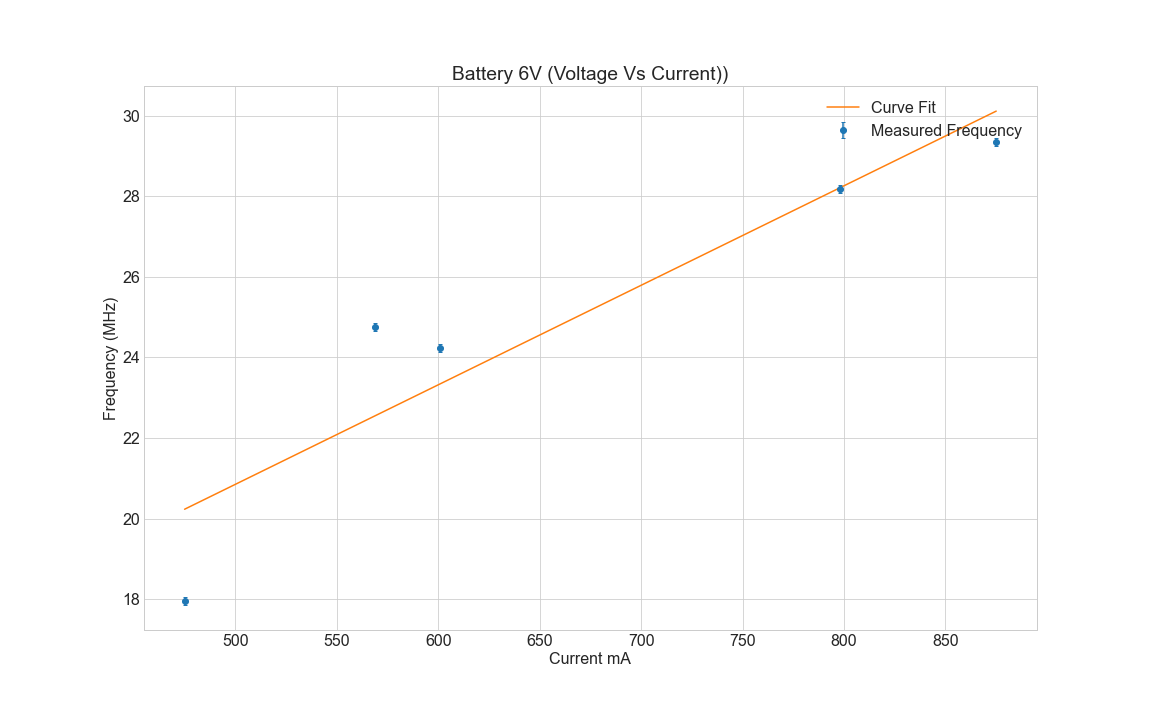 Battery 6V (Voltage Vs Current))
Curve Fit
Measured Frequency
30
28
26
24
22
20
18
Frequency (MHz)
500 550 600 650 700 750 800 850
Current mA